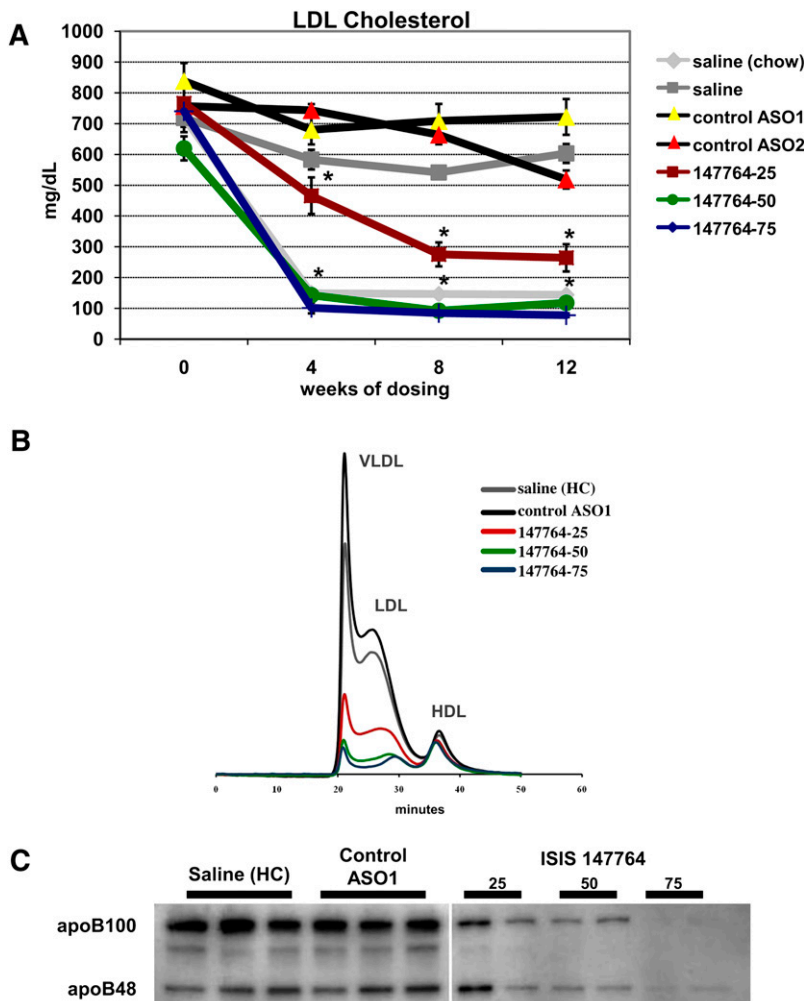 A
LDL Cholesterol
1000
900
800
700
600
500
400
300
200
100
0
mg/dL
* * *
* * *
0 4 8 12
weeks of dosing
saline (chow)
saline
control ASO1
control ASO2
147764-25
147764-50
147764-75
B
VLDL
LDL
HDL
saline (HC)
control ASO1
147764-25
147764-50
147764-75
0 10 20 30 40 50 60
minutes
C
Saline (HC)
Control
ASO1
ISIS 147764
25 50 75
apoB100
apoB48